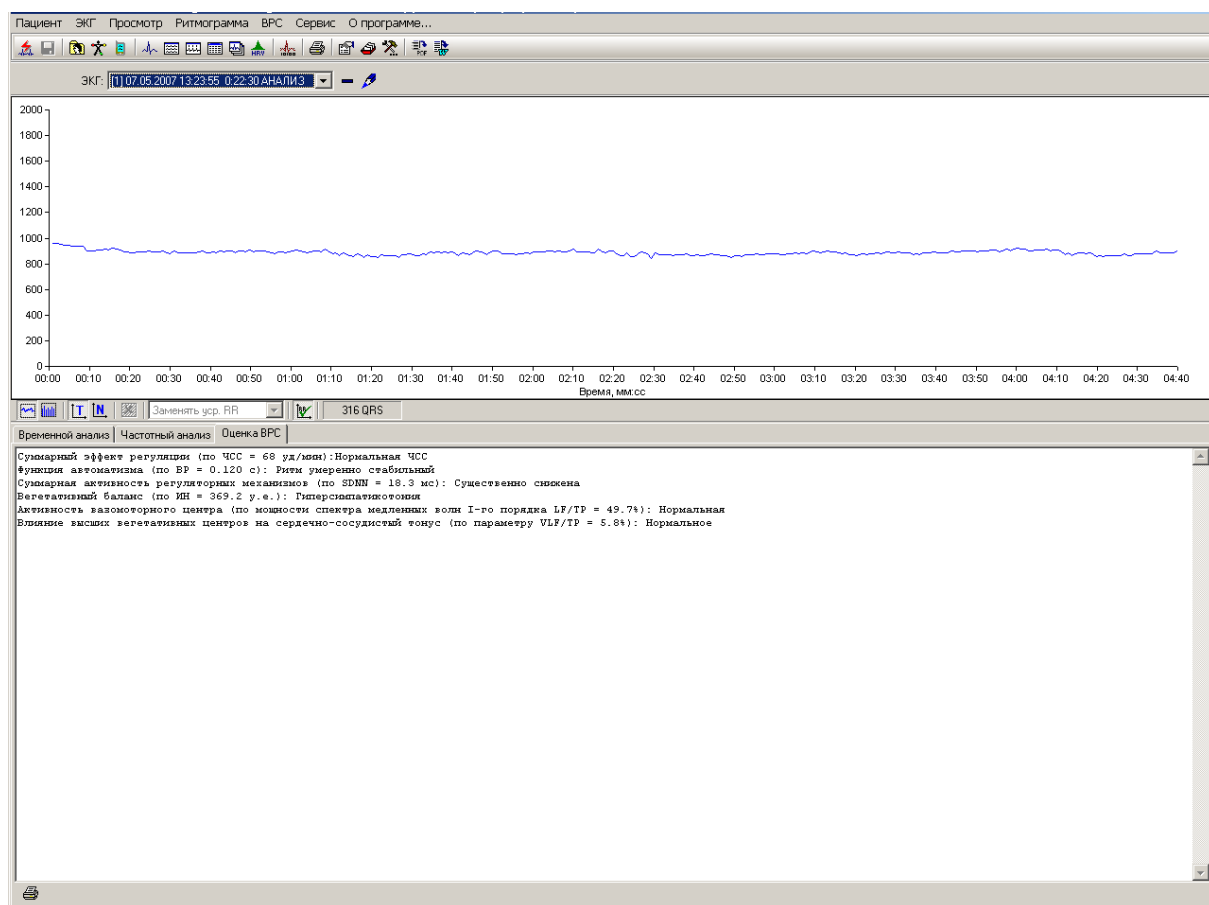 Пациент ЭКГ Просмотр Ритмограмма ВРС Сервис О программе...
HRV
PDF
ЭКГ: [1] 07.05.2007 13:23:55 0:22:30 АНАЛИЗ
2000
1800
1600
1400
1200
1000
800
600
400
200
0
00:00 00:10 00:20 00:30 00:40 00:50 01:00 01:10 01:20 01:30 01:40 01:50 02:00 02:10 02:20 02:30 02:40 02:50 03:00 03:10 03:20 03:30 03:40 03:50 04:00 04:10 04:20 04:30 04:40
Время, мм:сс
T N Заменять уср. RR 316 QRS
Временной анализ Частотный анализ Оценка ВРС
Суммарный эффект регуляции (по ЧСС = 68 уд/мин):Нормальная ЧСС
Функция автоматизма (по ВР = 0.120 с): Ритм умеренно стабильный
Суммарная активность регуляторных механизмов (по SDNN = 18.3 мс): Существенно снижена
Вегетативный баланс (по ИН = 369.2 у.е.): Гиперсимпатикотония
Активность вазомоторного центра (по мощности спектра медленных волн I-го порядка LF/TP = 49.7%): Нормальная
Влияние высших вегетативных центров на сердечно-сосудистый тонус (по параметру VLF/TP = 5.8%): Нормальное